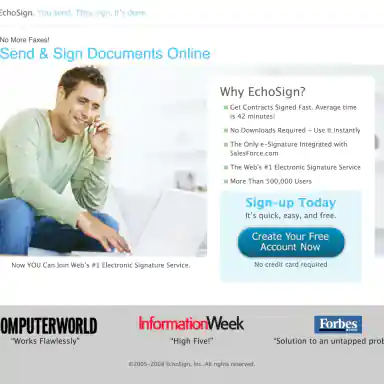 EchoSign. You send. They sign. It's done.
No More Faxes!
Send & Sign Documents Online
Why EchoSign?
Get Contracts Signed Fast. Average time
is 42 minutes!
No Downloads Required - Use It Instantly
The Only e-Signature Integrated with
SalesForce.com
The Web's #1 Electronic Signature Service
More Than 500,000 Users
Sign-up Today
It's quick, easy, and free.
Create Your Free
Account Now
No credit card required
Now YOU Can Join Web's #1 Electronic Signature Service.
OMPUTERWORLD
InformationWeek
Forbes
"Works Flawlessly"
"High Five!"
"Solution to an untapped prob
©2005-2008 EchoSign, Inc. All rights reserved.